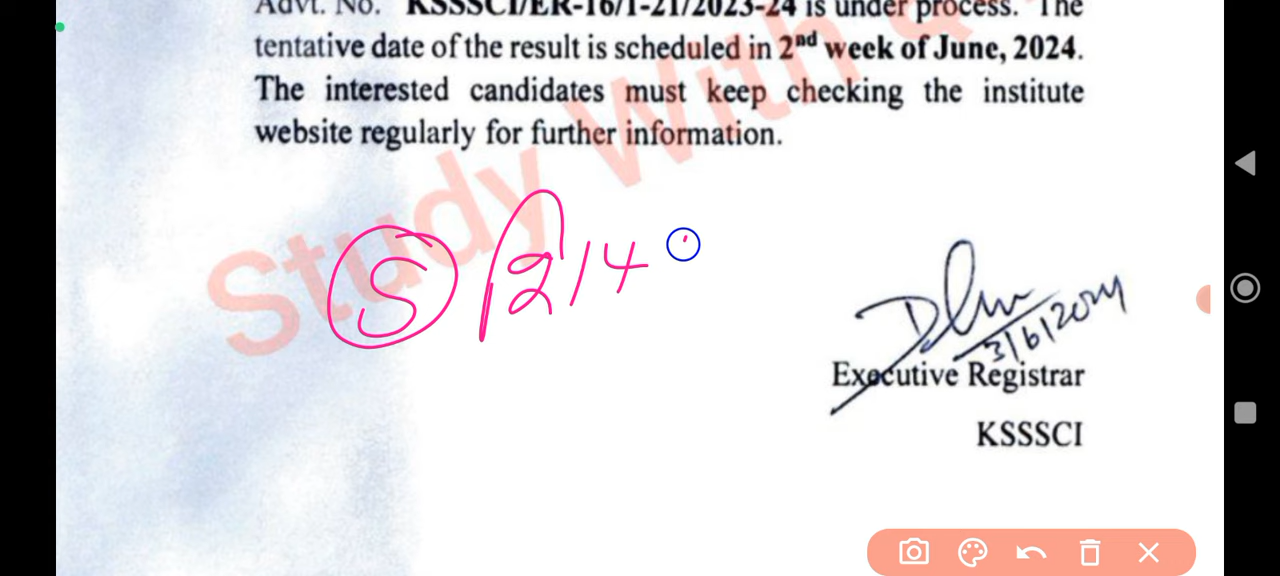 Advt. No. KSSSCI/ER-16/1-21/2023-24 is under process. The
tentative date of the result is scheduled in 2nd week of June, 2024.
The interested candidates must keep checking the institute
website regularly for further information.
Study With
3/6/2024
Executive Registrar
KSSSCI